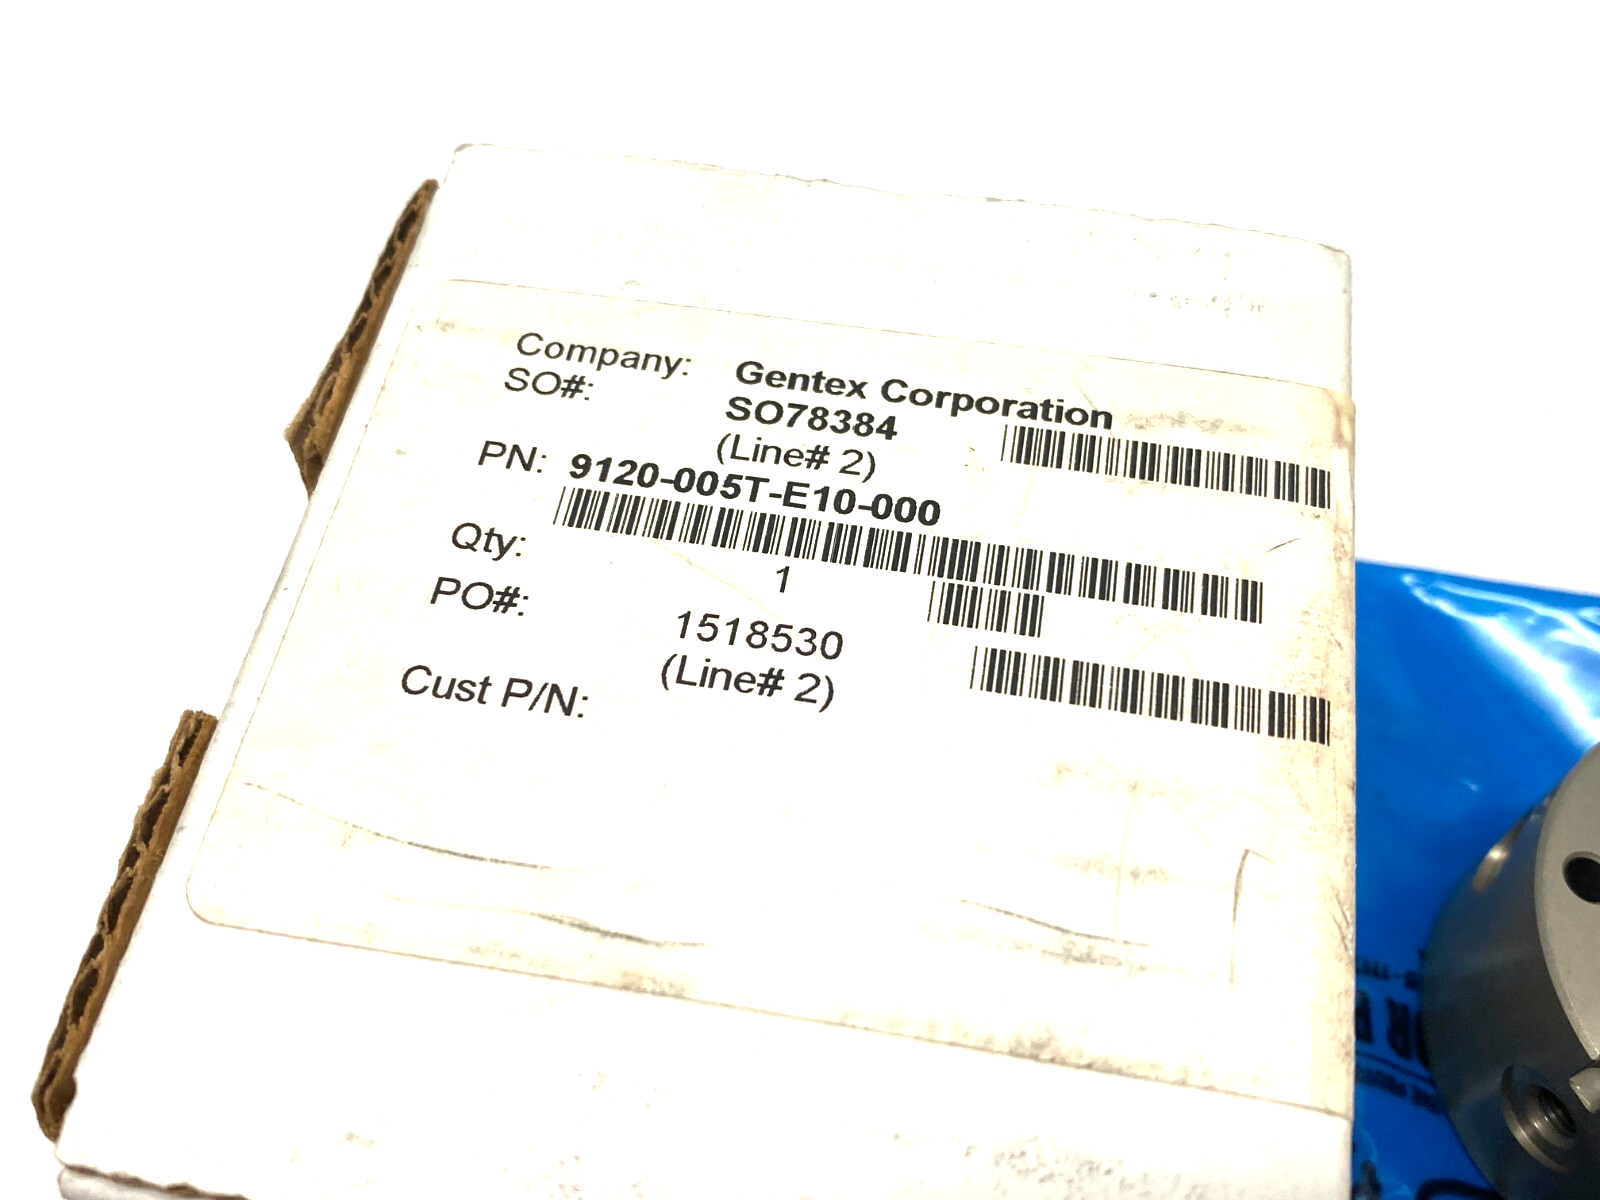 Company: Gentex Corporation
SO#: SO78384
(Line# 2)
PN: 9120-005T-E10-000
Qty: 1
PO#: 1518530
(Line# 2)
Cust P/N: